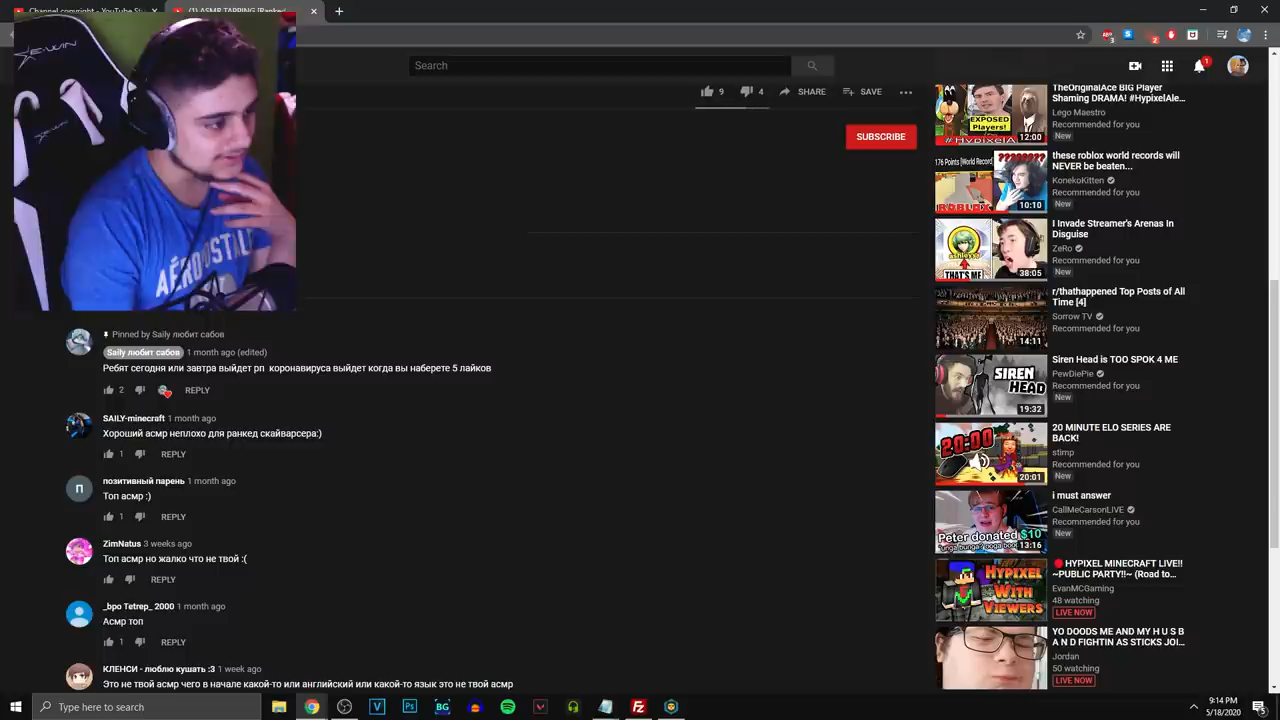 Channel copyright - YouTube St
(1) ASMR TAPPING [Ranked
Search
9
4
SHARE
SAVE
SUBSCRIBE
AÉROPOSTALE
Pinned by Saily любит сабов
Saily любит сабов 1 month ago (edited)
Ребят сегодня или завтра выйдет рп коронавируса выйдет когда вы наберете 5 лайков
2
REPLY
SAILY-minecraft 1 month ago
Хороший асмр неплохо для ранкед скайварсера:)
1
REPLY
П
позитивный парень 1 month ago
Топ асмр :)
1
REPLY
ZimNatus 3 weeks ago
Топ асмр но жалко что не твой :(
REPLY
_bpo Tetrep_ 2000 1 month ago
Асмр топ
1
REPLY
КЛЕНСИ - люблю кушать :3 1 week ago
Это не твой асмр чего в начале какой-то или английский или какой-то язык это не твой асмр
EXPOSED
Players!
12:00
TheOriginalAce BIG Player
Shaming DRAMA! #HypixelAle...
Lego Maestro
Recommended for you
New
176 Points [World Record]
????????
ROBLOX
10:10
these roblox world records will
NEVER be beaten...
KonekoKitten
Recommended for you
New
THAT'S ME
38:05
I Invade Streamer's Arenas In
Disguise
ZeRo
Recommended for you
New
14:11
r/thathappened Top Posts of All
Time [4]
Sorrow TV
Recommended for you
SIREN
HEAD
19:32
Siren Head is TOO SPOK 4 ME
PewDiePie
Recommended for you
New
20:00
20:01
20 MINUTE ELO SERIES ARE
BACK!
stimp
Recommended for you
New
Peter donated $10
13:16
i must answer
CallMeCarsonLIVE
Recommended for you
New
HYPIXEL
WITH
VIEWERS
HYPIXEL MINECRAFT LIVE!!
~PUBLIC PARTY!!~ (Road to...
EvanMCGaming
48 watching
LIVE NOW
YO DOODS ME AND MY H U S B
A N D FIGHTIN AS STICKS JOI...
Jordan
50 watching
LIVE NOW
Type here to search
9:14 PM
5/18/2020